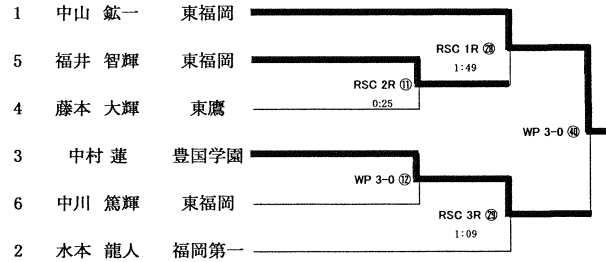 1 中山 鉱一 東福岡
RSC 1R ㉘
1:49
5 福井 智輝 東福岡
RSC 2R ⑪
0:25
4 藤本 大輝 東鷹
WP 3-0 ㊵
3 中村 蓮 豊国学園
WP 3-0 ⑫
6 中川 篤輝 東福岡
RSC 3R ㉙
1:09
2 水本 龍人 福岡第一